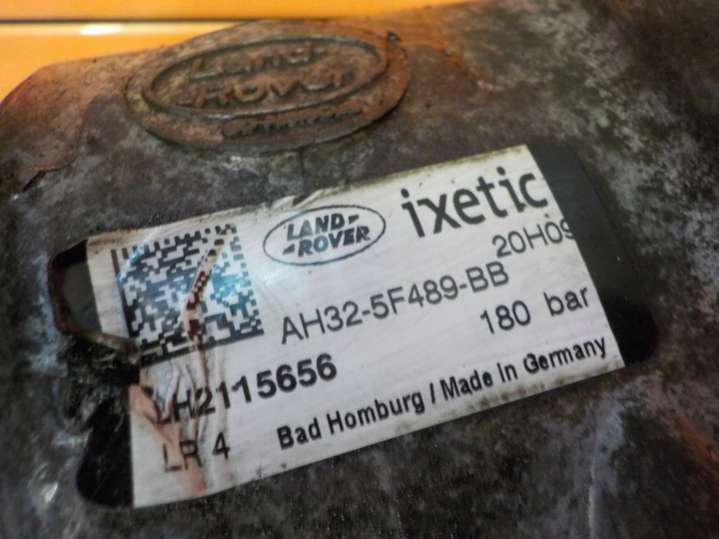 Land-
Rover
LAND-
-ROVER
ixetic
20H09
AH32-5F489-BB
180 bar
LH2115656
LR 4
Bad Homburg / Made in Germany